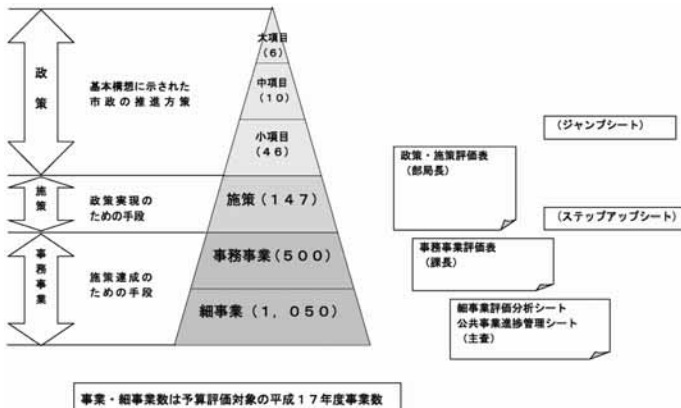 政
策
基本構想に示された
市政の推進方策
大項目
(6)
中項目
(10)
小項目
(46)
施
策
政策実現の
ための手段
施策(147)
事
務
事
業
施策達成の
ための手段
事務事業(500)
細事業(1,050)
(ジャンプシート)
政策・施策評価表
(部局長)
(ステップアップシート)
事務事業評価表
(課長)
細事業評価分析シート
公共事業進捗管理シート
(主査)
事業・細事業数は予算評価対象の平成17年度事業数